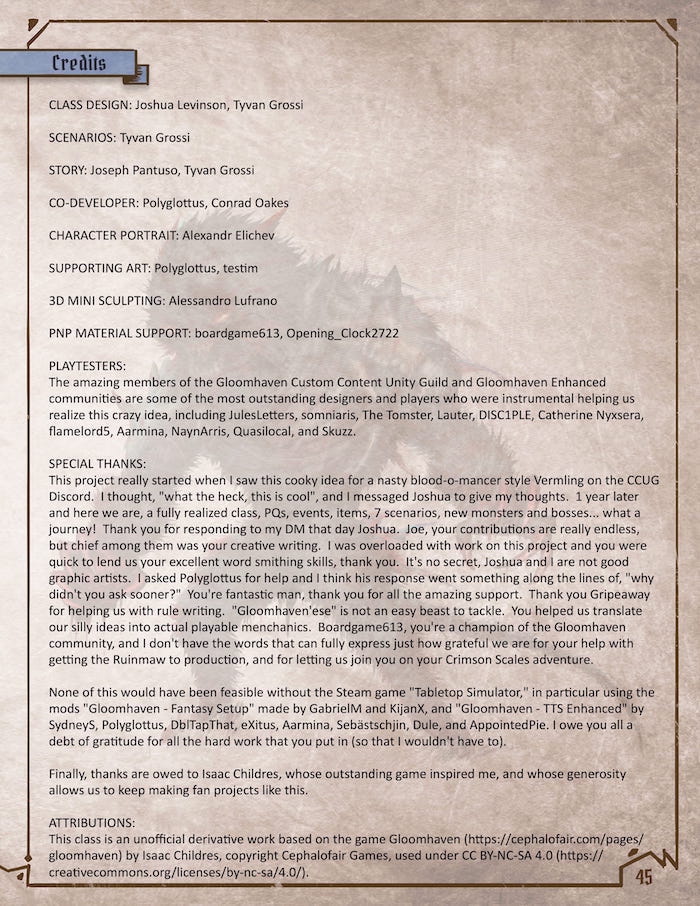 Credits
CLASS DESIGN: Joshua Levinson, Tyvan Grossi
SCENARIOS: Tyvan Grossi
STORY: Joseph Pantuso, Tyvan Grossi
CO-DEVELOPER: Polyglottus, Conrad Oakes
CHARACTER PORTRAIT: Alexandr Elichev
SUPPORTING ART: Polyglottus, testim
3D MINI SCULPTING: Alessandro Lufrano
PNP MATERIAL SUPPORT: boardgame613, Opening_Clock2722
PLAYTESTERS:
The amazing members of the Gloomhaven Custom Content Unity Guild and Gloomhaven Enhanced
communities are some of the most outstanding designers and players who were instrumental helping us
realize this crazy idea, including JulesLetters, somniaris, The Tomster, Lauter, DISC1PLE, Catherine Nyxsera,
flamelord5, Aarmina, NaynArris, Quasilocal, and Skuzz.
SPECIAL THANKS:
This project really started when I saw this cooky idea for a nasty blood-o-mancer style Vermling on the CCUG
Discord.  I thought, "what the heck, this is cool", and I messaged Joshua to give my thoughts.  1 year later
and here we are, a fully realized class, PQs, events, items, 7 scenarios, new monsters and bosses... what a
journey!  Thank you for responding to my DM that day Joshua.  Joe, your contributions are really endless,
but chief among them was your creative writing.  I was overloaded with work on this project and you were
quick to lend us your excellent word smithing skills, thank you.  It's no secret, Joshua and I are not good
graphic artists.  I asked Polyglottus for help and I think his response went something along the lines of, "why
didn't you ask sooner?"  You're fantastic man, thank you for all the amazing support.  Thank you Gripeaway
for helping us with rule writing.  "Gloomhaven'ese" is not an easy beast to tackle.  You helped us translate
our silly ideas into actual playable menchanics.  Boardgame613, you're a champion of the Gloomhaven
community, and I don't have the words that can fully express just how grateful we are for your help with
getting the Ruinmaw to production, and for letting us join you on your Crimson Scales adventure.
None of this would have been feasible without the Steam game "Tabletop Simulator," in particular using the
mods "Gloomhaven - Fantasy Setup" made by GabrielM and KijanX, and "Gloomhaven - TTS Enhanced" by
SydneyS, Polyglottus, DblTapThat, eXitus, Aarmina, Sebästschjin, Dule, and AppointedPie. I owe you all a
debt of gratitude for all the hard work that you put in (so that I wouldn't have to).
Finally, thanks are owed to Isaac Childres, whose outstanding game inspired me, and whose generosity
allows us to keep making fan projects like this.
ATTRIBUTIONS:
This class is an unofficial derivative work based on the game Gloomhaven (https://cephalofair.com/pages/
gloomhaven) by Isaac Childres, copyright Cephalofair Games, used under CC BY-NC-SA 4.0 (https://
creativecommons.org/licenses/by-nc-sa/4.0/).
45